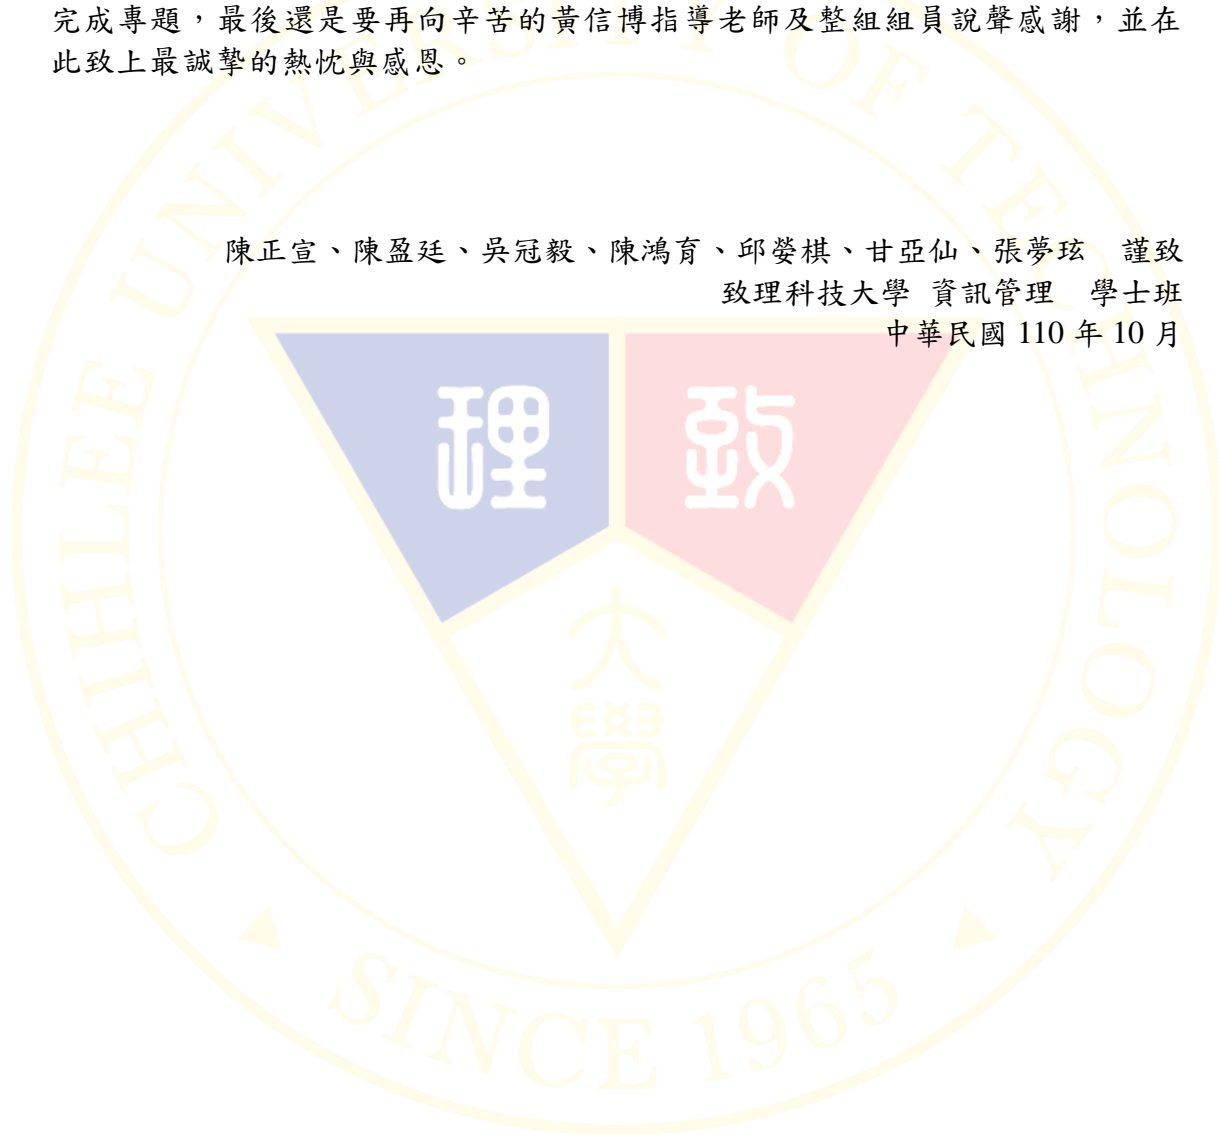 完成專題，最後還是要再向辛苦的黃信博指導老師及整組組員說聲感謝，並在
此致上最誠摯的熱忱與感恩。
陳正宣、陳盈廷、吳冠毅、陳鴻育、邱嫈棋、甘亞仙、張夢玹　謹致
致理科技大學 資訊管理　學士班
中華民國 110 年 10 月
CHIHLEE UNIVERSITY OF TECHNOLOGY
理 致
大
學
SINCE 1965